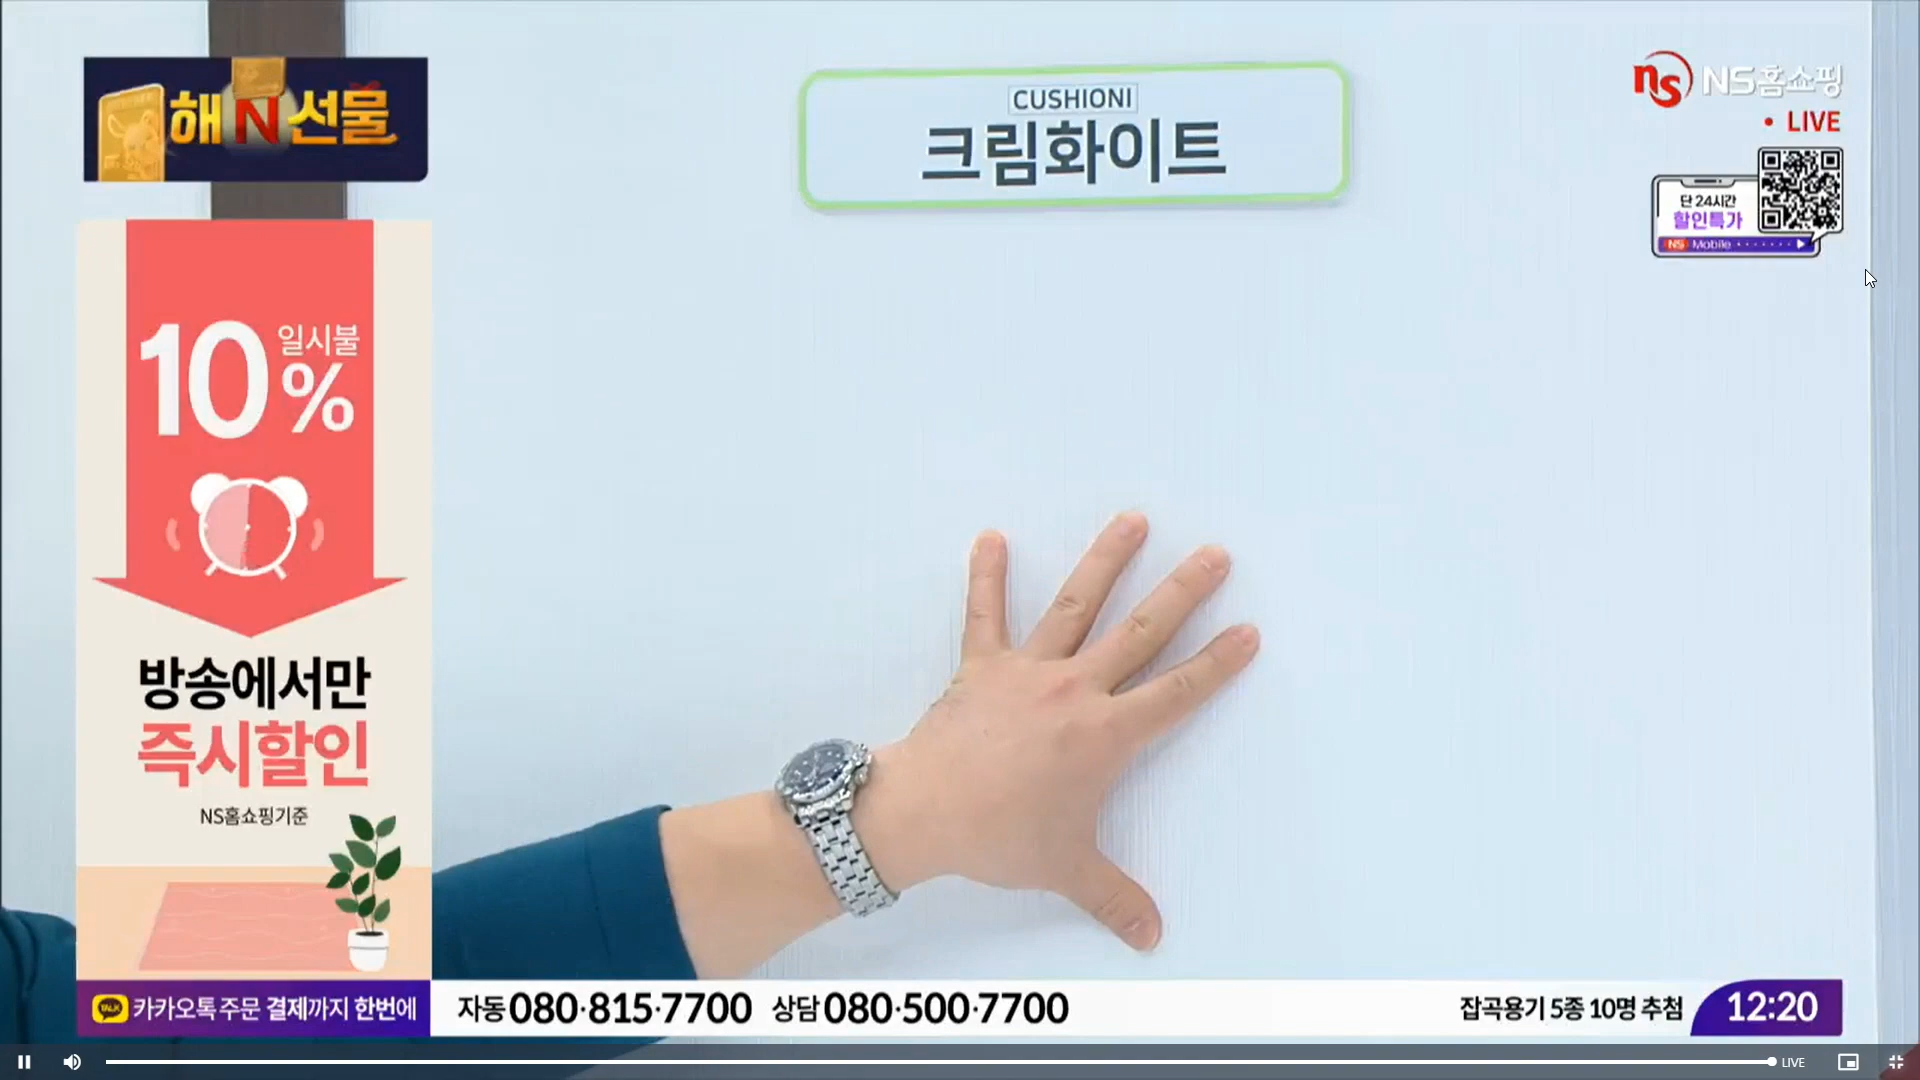 해N선물
CUSHIONI
크림화이트
ns NS홈쇼핑
• LIVE
단 24시간
할인특가
NS Mobile
10% 일시불
방송에서만
즉시할인
NS홈쇼핑기준
TALK 카카오톡 주문 결제까지 한번에
자동 080·815·7700 상담 080·500·7700
잡곡용기 5종 10명 추첨
12:20
LIVE